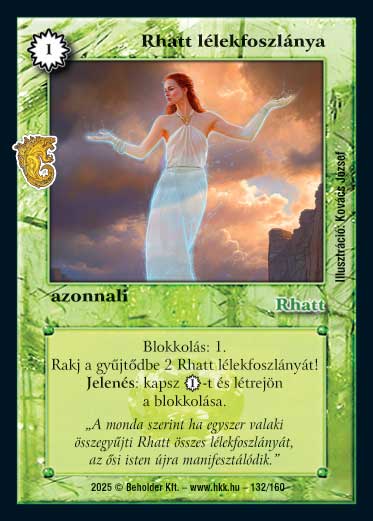 1
Rhatt lélekfoszlánya
Illusztráció: Kovács József
azonnali
Rhatt
Blokkolás: 1.
Rakj a gyűjtődbe 2 Rhatt lélekfoszlányát!
Jelenés: kapsz 1-t és létrejön
a blokkolása.
„A monda szerint ha egyszer valaki
összegyűjti Rhatt összes lélekfoszlányát,
az ősi isten újra manifesztálódik.”
2025 © Beholder Kft. – www.hkk.hu – 132/160